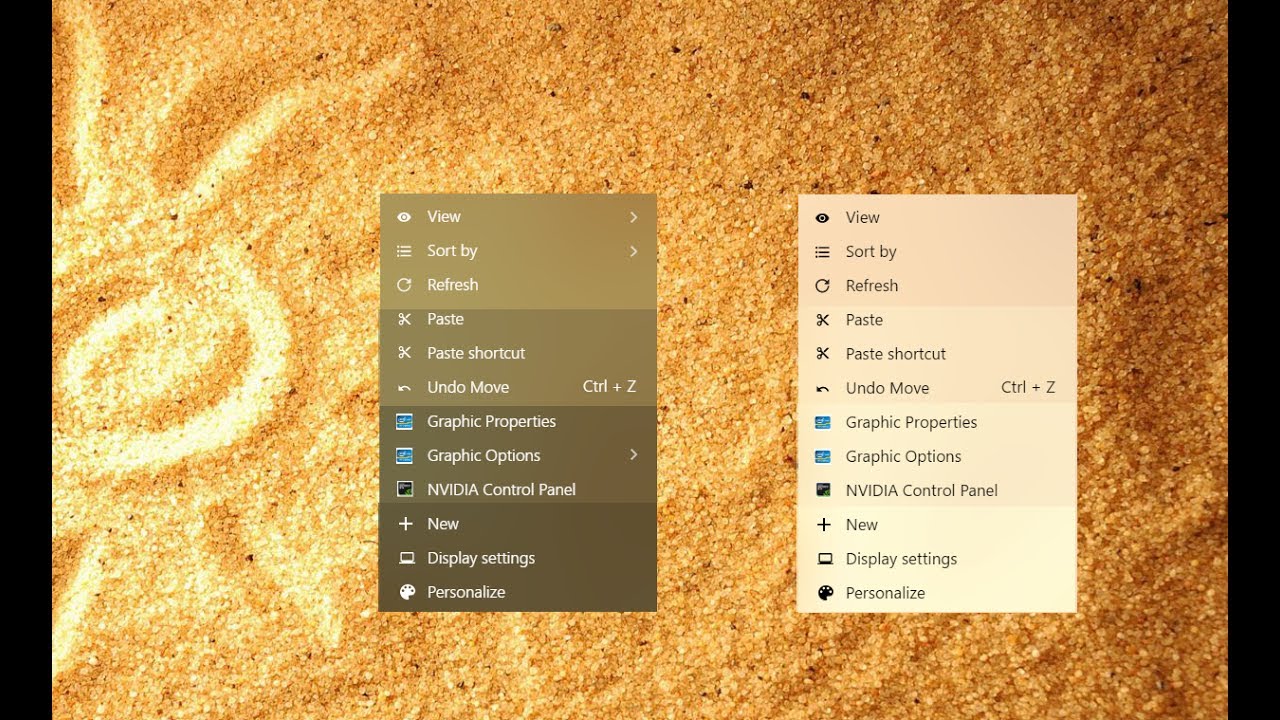 View
Sort by
Refresh
Paste
Paste shortcut
Undo Move Ctrl + Z
Graphic Properties
Graphic Options
NVIDIA Control Panel
New
Display settings
Personalize
View
Sort by
Refresh
Paste
Paste shortcut
Undo Move Ctrl + Z
Graphic Properties
Graphic Options
NVIDIA Control Panel
New
Display settings
Personalize